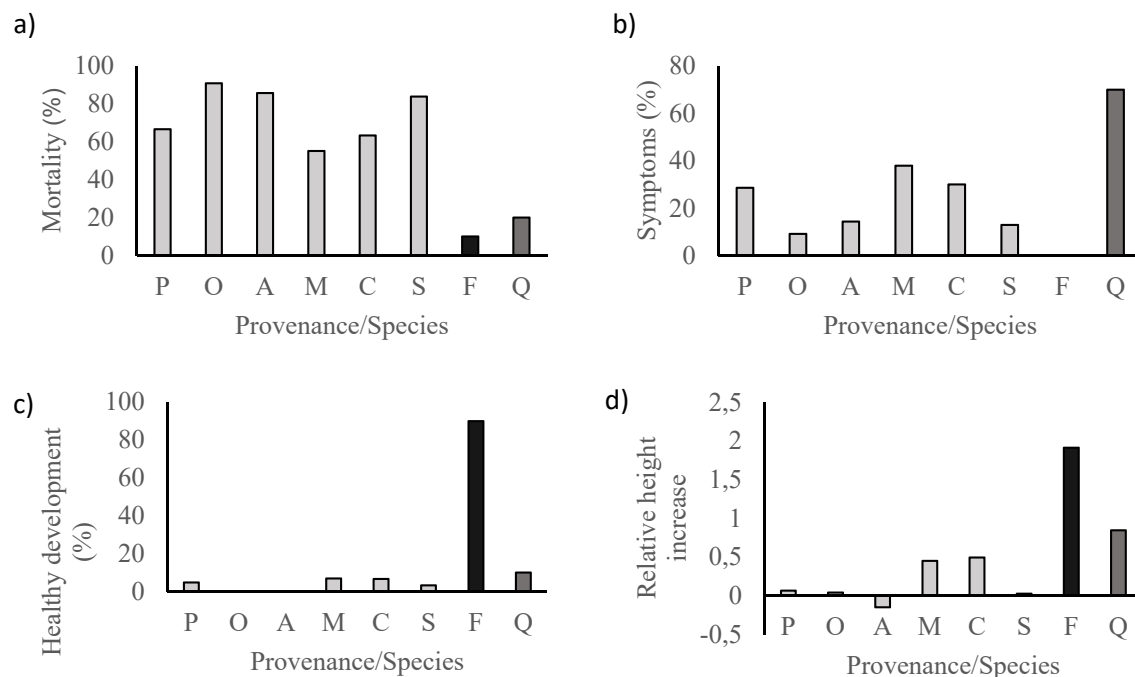 a)
Mortality (%)
100
80
60
40
20
0
P O A M C S F Q
Provenance/Species
b)
Symptoms (%)
80
60
40
20
0
P O A M C S F Q
Provenance/Species
c)
Healthy development
(%)
100
80
60
40
20
0
P O A M C S F Q
Provenance/Species
d)
Relative height
increase
2,5
2
1,5
1
0,5
0
-0,5
P O A M C S F Q
Provenance/Species